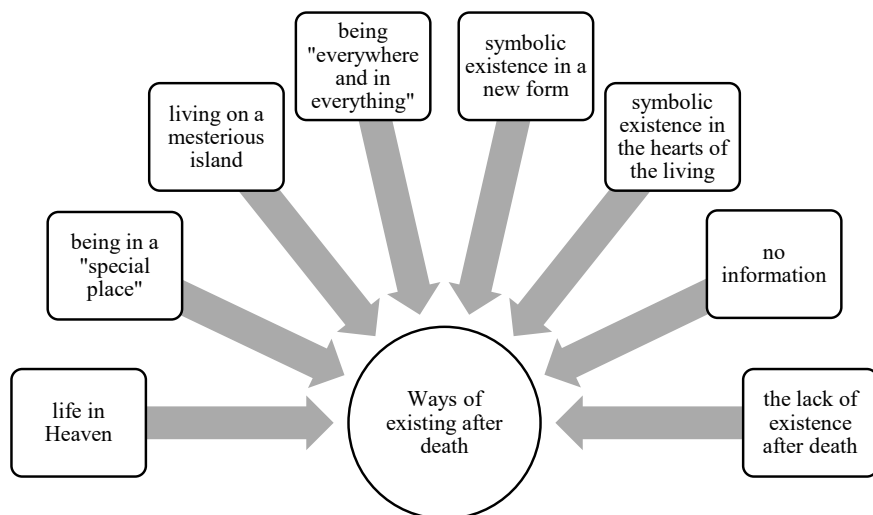 life in
Heaven
being in a
"special
place"
living on a
mesterious
island
being
"everywhere
and in
everything"
symbolic
existence in a
new form
symbolic
existence in
the hearts of
the living
no
information
the lack of
existence
after death
Ways of
existing after
death